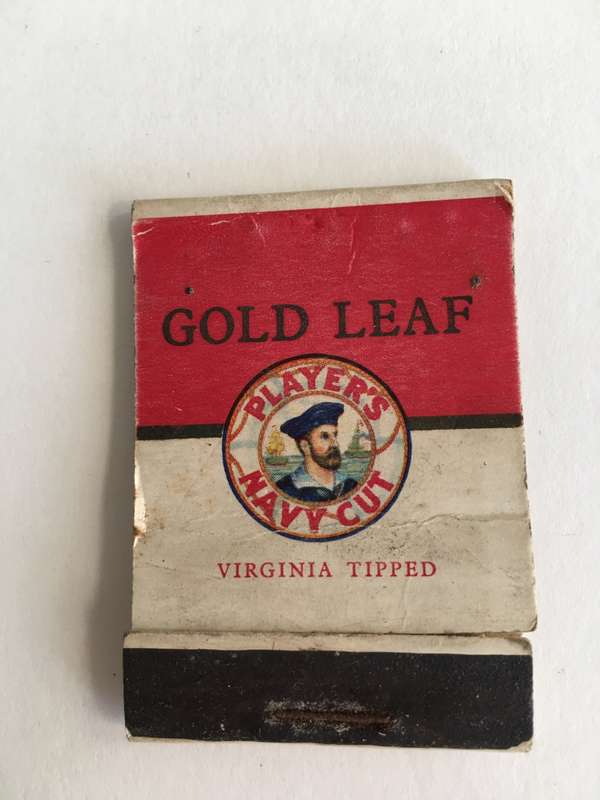 GOLD LEAF
PLAYER'S
NAVY CUT
VIRGINIA TIPPED